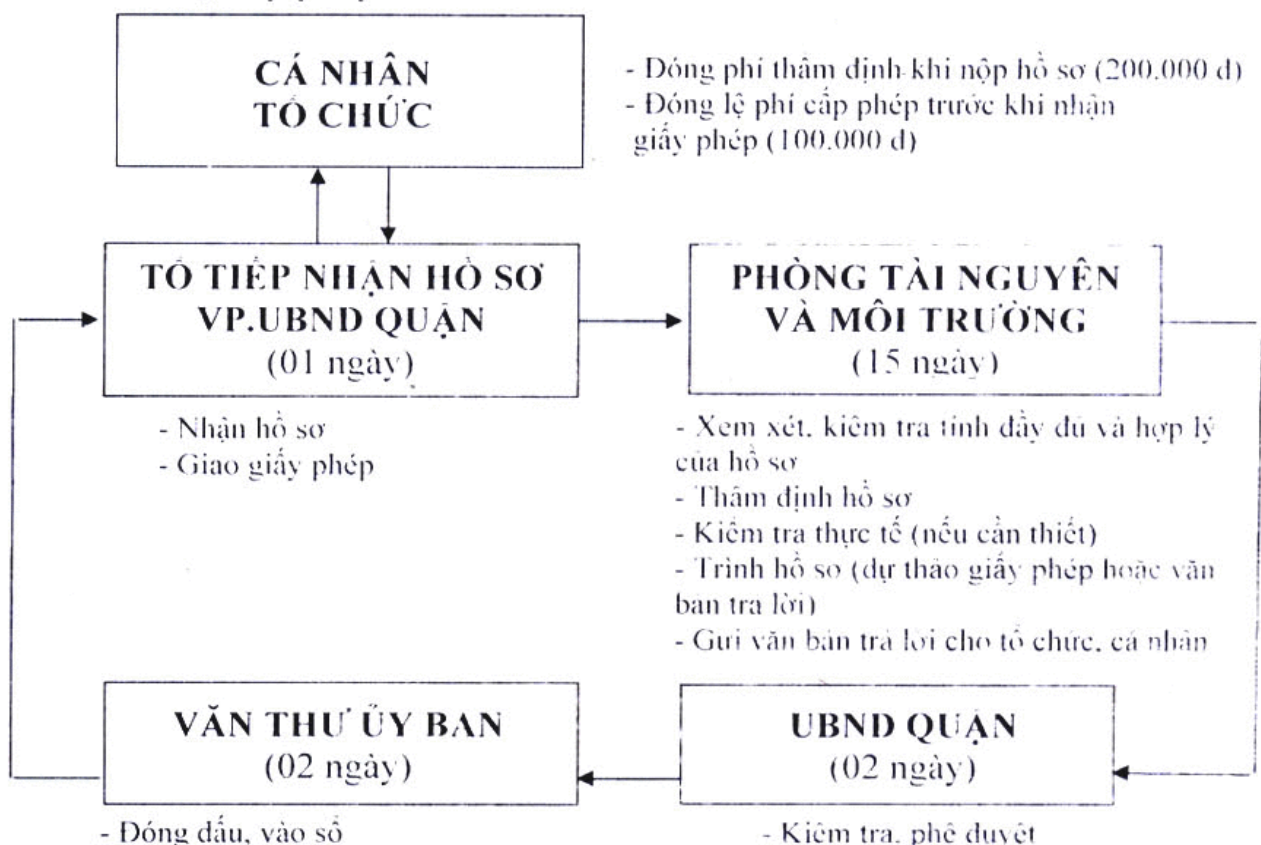 CÁ NHÂN
TỔ CHỨC
- Đóng phí thẩm định khi nộp hồ sơ (200.000 đ)
- Đóng lệ phí cấp phép trước khi nhận
giấy phép (100.000 đ)
TỔ TIẾP NHẬN HỒ SƠ
VP.UBND QUẬN
(01 ngày)
- Nhận hồ sơ
- Giao giấy phép
PHÒNG TÀI NGUYÊN
VÀ MÔI TRƯỜNG
(15 ngày)
- Xem xét, kiểm tra tính đầy đủ và hợp lý
của hồ sơ
- Thẩm định hồ sơ
- Kiểm tra thực tế (nếu cần thiết)
- Trình hồ sơ (dự thảo giấy phép hoặc văn
bản trả lời)
- Gửi văn bản trả lời cho tổ chức, cá nhân
VĂN THƯ ỦY BAN
(02 ngày)
- Đóng dấu, vào sổ
UBND QUẬN
(02 ngày)
- Kiểm tra, phê duyệt